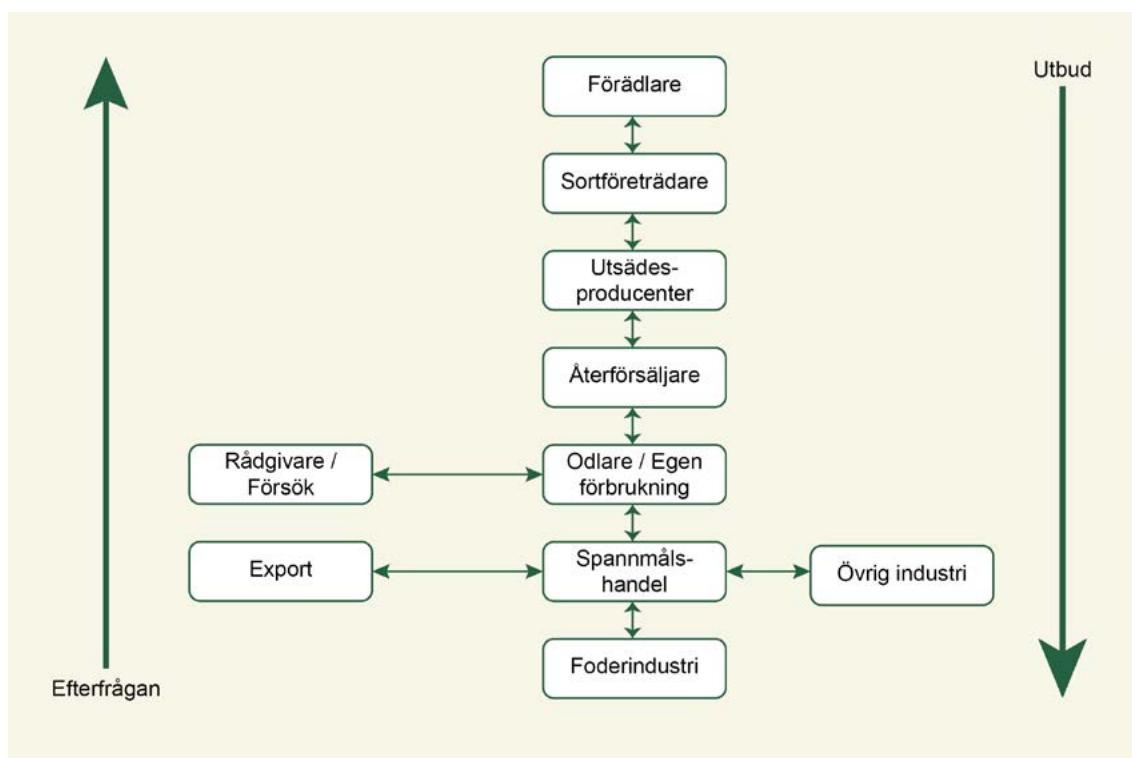 Utbud
Förädlare
Sortföreträdare
Utsädes-
producenter
Återförsäljare
Rådgivare /
Försök
Odlare / Egen
förbrukning
Export
Spannmåls-
handel
Övrig industri
Foderindustri
Efterfrågan